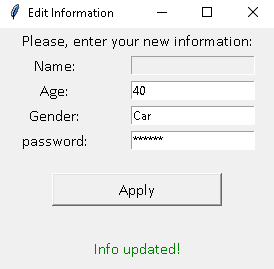 Edit Information
Please, enter your new information:
Name:
Age: 40
Gender: Car
password: ******
Apply
Info updated!